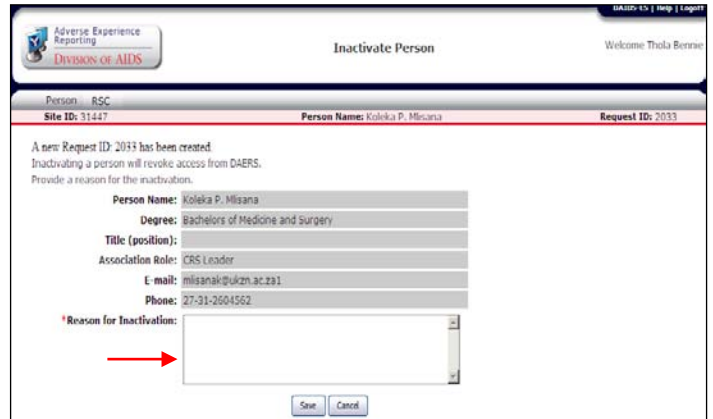 DAIDS-ES | Help | Logoff
Adverse Experience
Reporting
DIVISION OF AIDS
Inactivate Person
Welcome Thola Bennie
Person RSC
Site ID: 31447 Person Name: Koleka P. Mlisana Request ID: 2033
A new Request ID: 2033 has been created.
Inactivating a person will revoke access from DAERS.
Provide a reason for the inactivation.
Person Name: Koleka P. Mlisana
Degree: Bachelors of Medicine and Surgery
Title (position):
Association Role: CRS Leader
E-mail: mlisanak@ukzn.ac.za1
Phone: 27-31-2604562
*Reason for Inactivation:
Save Cancel